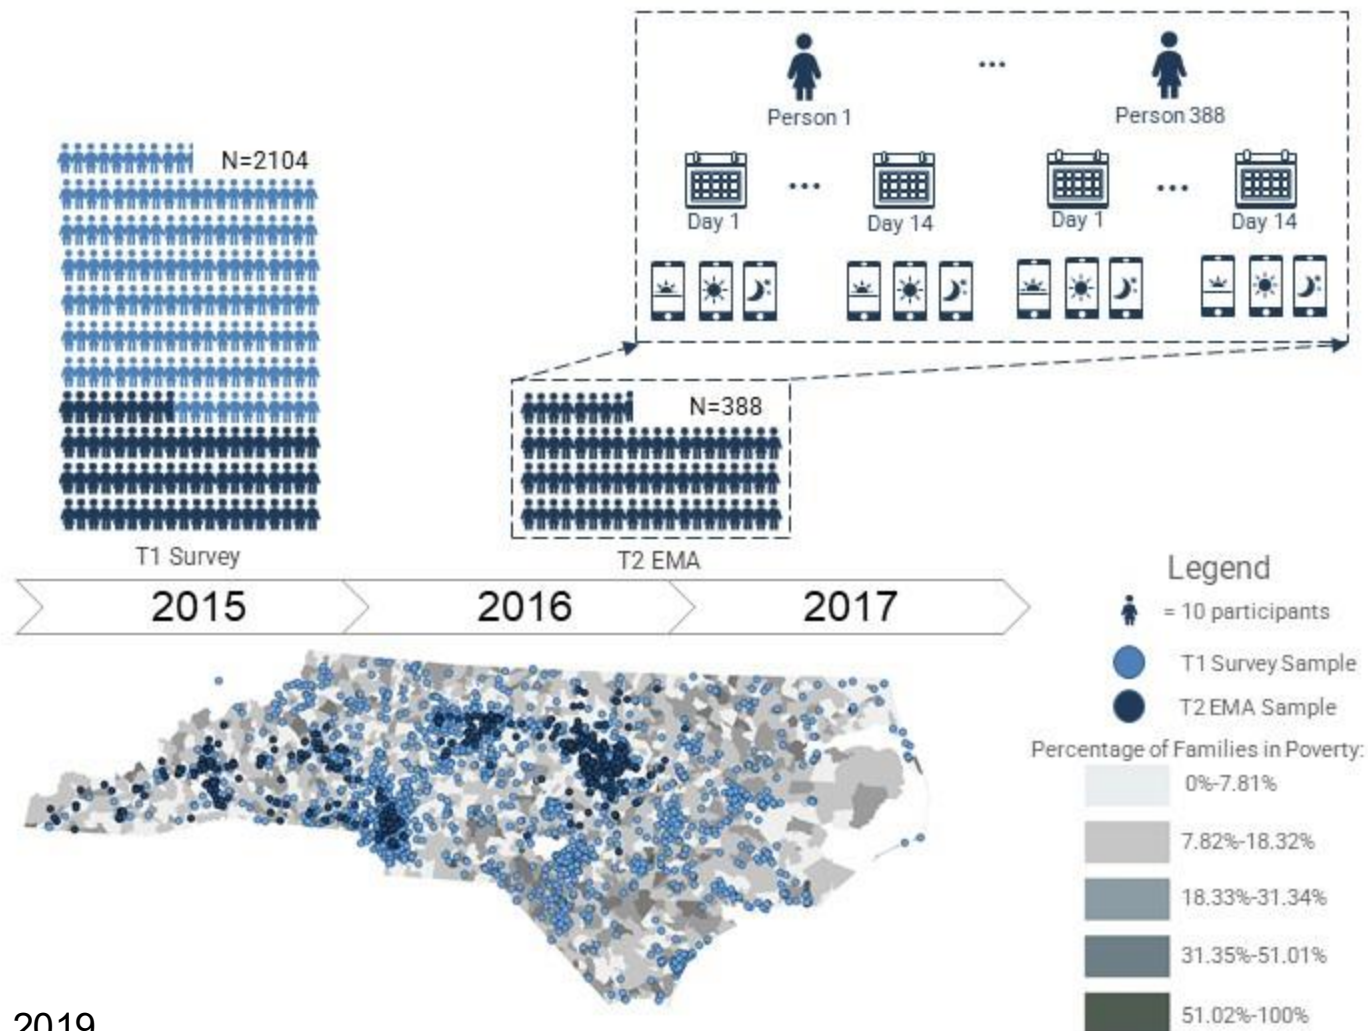 Person 1
...
Person 388
N=2104
...
...
Day 1
Day 14
Day 1
Day 14
N=388
T1 Survey
T2 EMA
2015
2016
2017
Legend
= 10 participants
T1 Survey Sample
T2 EMA Sample
Percentage of Families in Poverty:
0%-7.81%
7.82%-18.32%
18.33%-31.34%
31.35%-51.01%
51.02%-100%
2019